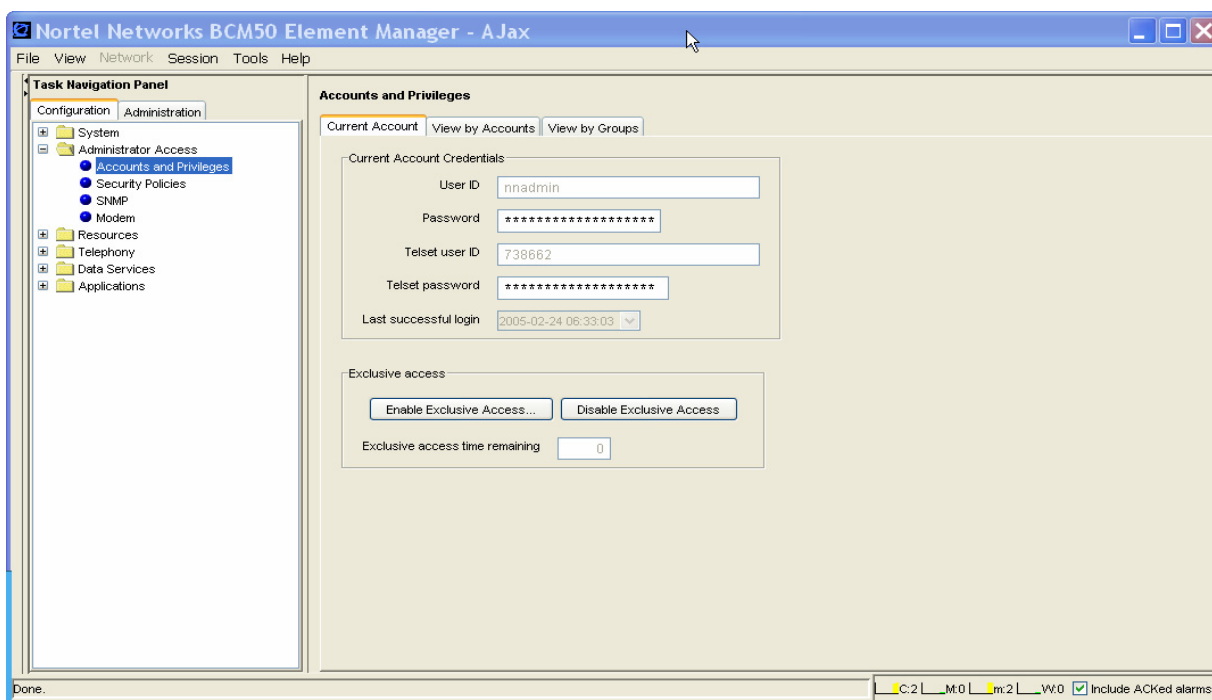 Nortel Networks BCM50 Element Manager - AJax
File View Network Session Tools Help
Task Navigation Panel
Configuration Administration
System
Administrator Access
Accounts and Privileges
Security Policies
SNMP
Modem
Resources
Telephony
Data Services
Applications
Accounts and Privileges
Current Account View by Accounts View by Groups
Current Account Credentials
User ID nnadmin
Password *******************
Telset user ID 738662
Telset password *******************
Last successful login 2005-02-24 06:33:03
Exclusive access
Enable Exclusive Access... Disable Exclusive Access
Exclusive access time remaining 0
Done.
C:2 M:0 m:2 W:0 Include ACKed alarms